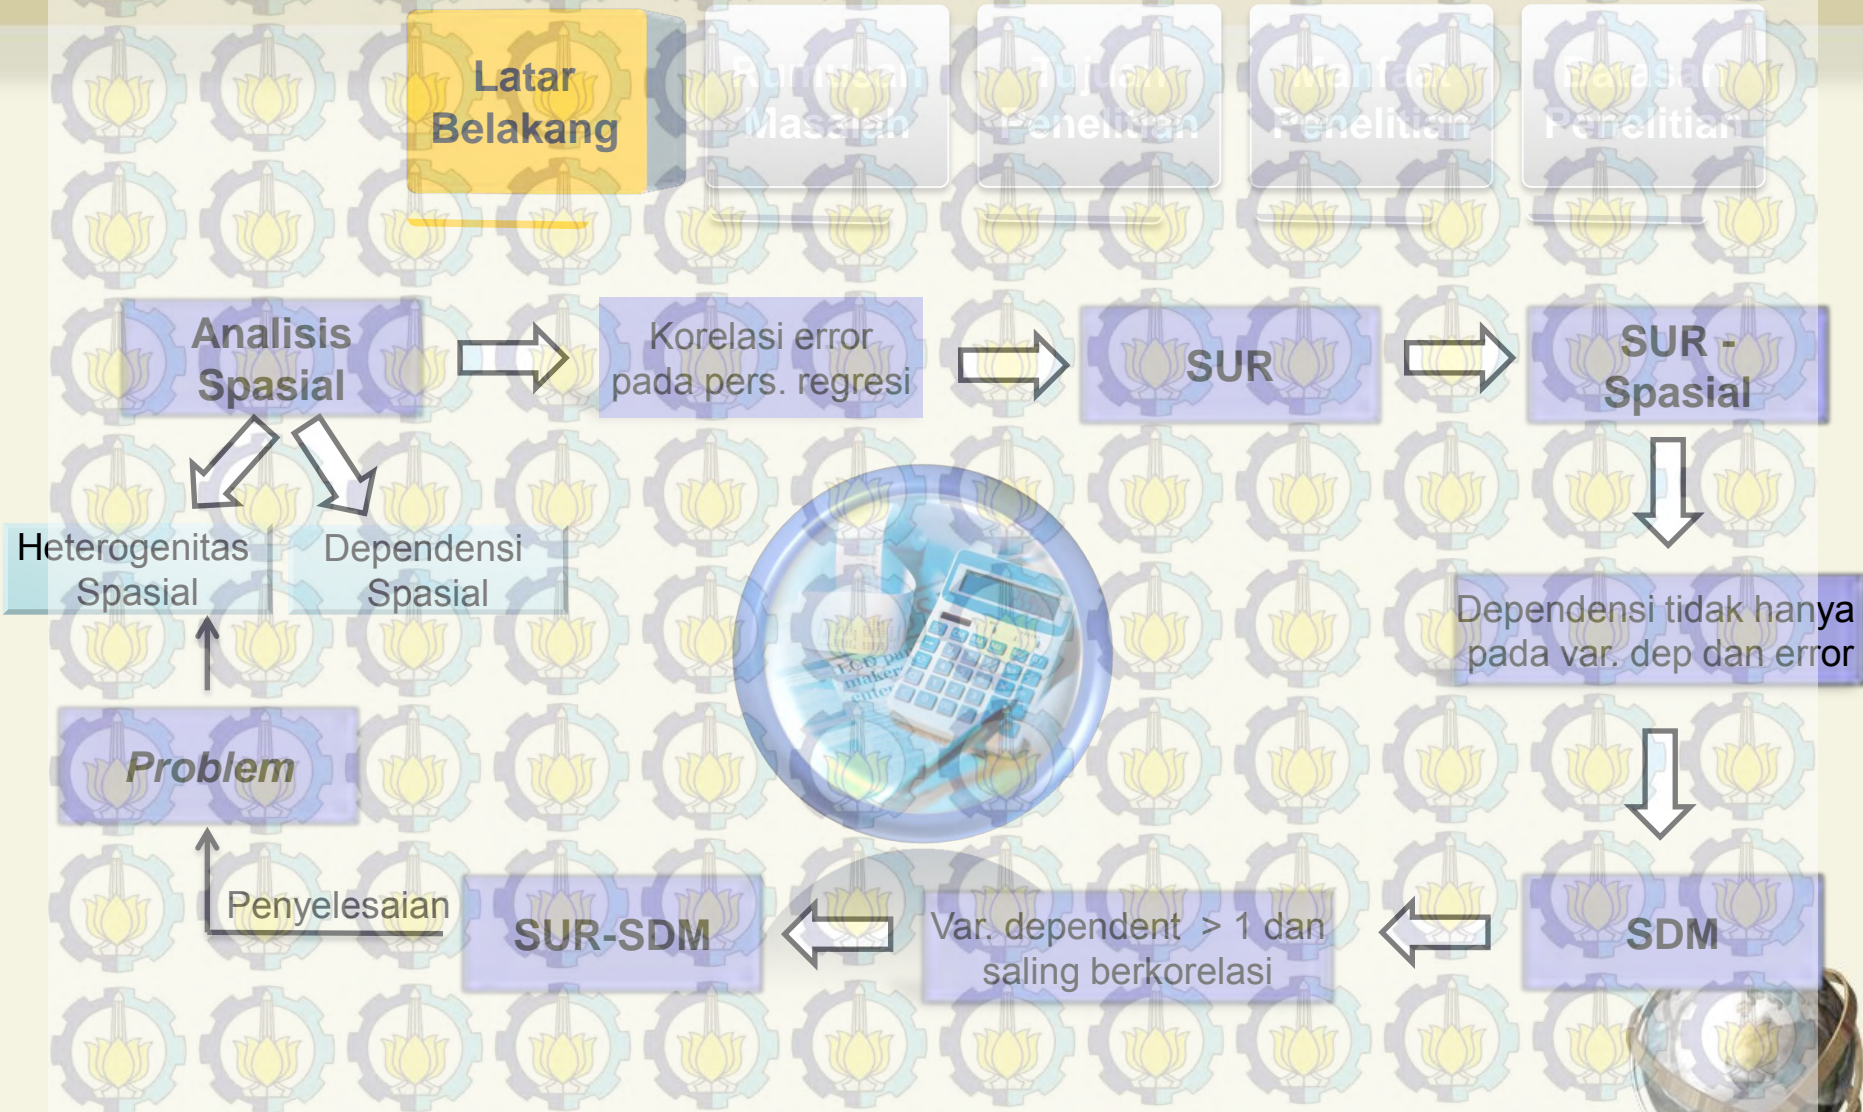 Latar
Belakang
Rumusan
Masalah
Tujuan
Penelitian
Manfaat
Penelitian
Batasan
Penelitian
Analisis
Spasial
Korelasi error
pada pers. regresi
SUR
SUR -
Spasial
Heterogenitas
Spasial
Dependensi
Spasial
Dependensi tidak hanya
pada var. dep dan error
Problem
Penyelesaian
SUR-SDM
Var. dependent > 1 dan
saling berkorelasi
SDM